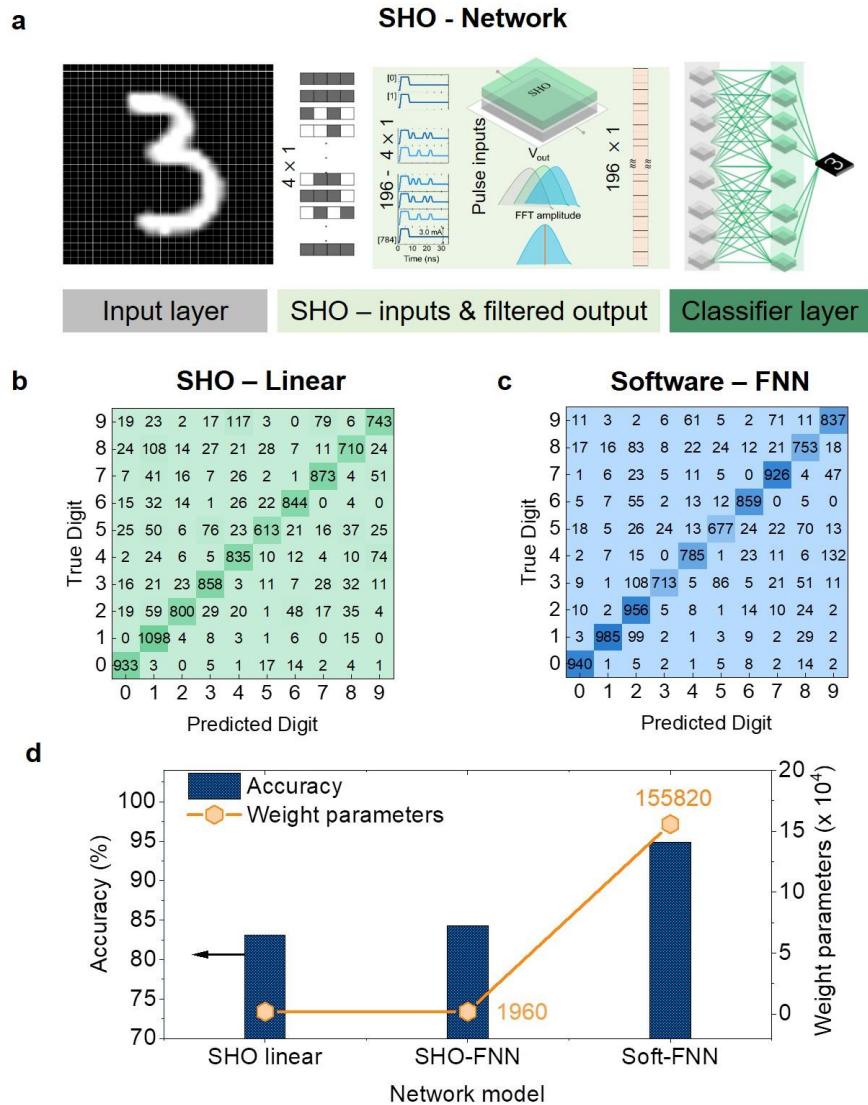 a
SHO - Network
4 × 1
[0]
[1]
196 - 4 × 1
[784]
3.0 mA
0 10 20 30
Time (ns)
Pulse inputs
SHO
Vout
FFT amplitude
196 × 1
3
Input layer
SHO – inputs & filtered output
Classifier layer
b
SHO – Linear
True Digit
9 19 23 2 17 117 3 0 79 6 743
8 24 108 14 27 21 28 7 11 710 24
7 7 41 16 7 26 2 1 873 4 51
6 15 32 14 1 26 22 844 0 4 0
5 25 50 6 76 23 613 21 16 37 25
4 2 24 6 5 835 10 12 4 10 74
3 16 21 23 858 3 11 7 28 32 11
2 19 59 800 29 20 1 48 17 35 4
1 0 1098 4 8 3 1 6 0 15 0
0 933 3 0 5 1 17 14 2 4 1
0 1 2 3 4 5 6 7 8 9
Predicted Digit
c
Software – FNN
True Digit
9 11 3 2 6 61 5 2 71 11 837
8 17 16 83 8 22 24 12 21 753 18
7 1 6 23 5 11 5 0 926 4 47
6 5 7 55 2 13 12 859 0 5 0
5 18 5 26 24 13 677 24 22 70 13
4 2 7 15 0 785 1 23 11 6 132
3 9 1 108 713 5 86 5 21 51 11
2 10 2 956 5 8 1 14 10 24 2
1 3 985 99 2 1 3 9 2 29 2
0 940 1 5 2 1 5 8 2 14 2
0 1 2 3 4 5 6 7 8 9
Predicted Digit
d
Accuracy
Weight parameters
155820
1960
Accuracy (%)
100
95
90
85
80
75
70
Weight parameters (x 10⁴)
20
15
10
5
0
SHO linear SHO-FNN Soft-FNN
Network model